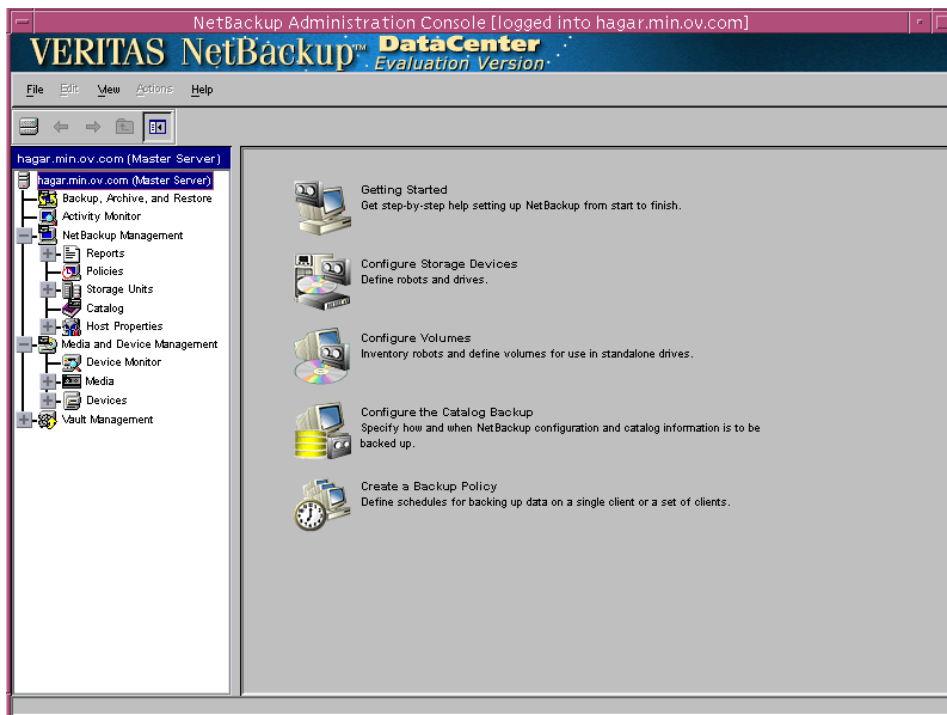 NetBackup Administration Console [logged into hagar.min.ov.com]
VERITAS NetBackup™ DataCenter
Evaluation Version
File Edit View Actions Help
hagar.min.ov.com (Master Server)
hagar.min.ov.com (Master Server)
Backup, Archive, and Restore
Activity Monitor
NetBackup Management
Reports
Policies
Storage Units
Catalog
Host Properties
Media and Device Management
Device Monitor
Media
Devices
Vault Management
Getting Started
Get step-by-step help setting up NetBackup from start to finish.
Configure Storage Devices
Define robots and drives.
Configure Volumes
Inventory robots and define volumes for use in standalone drives.
Configure the Catalog Backup
Specify how and when NetBackup configuration and catalog information is to be
backed up.
Create a Backup Policy
Define schedules for backing up data on a single client or a set of clients.